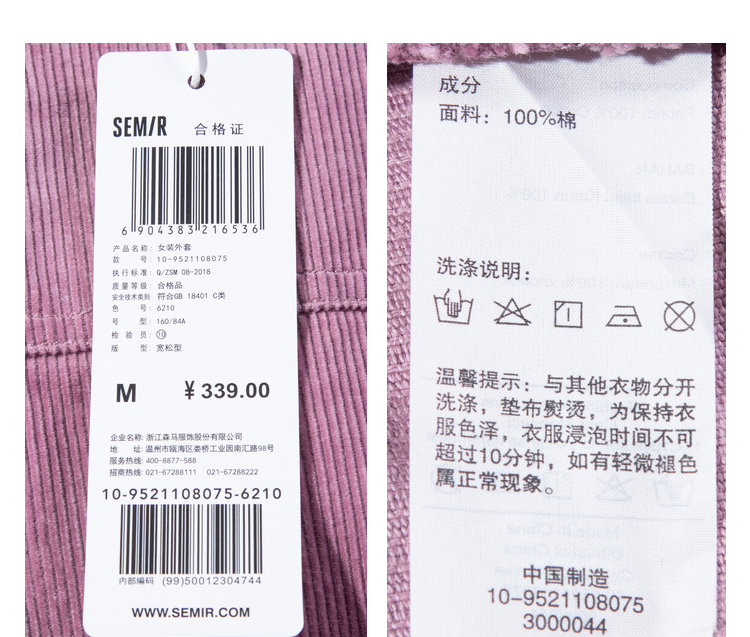 SEMIR 合格证
6 904383 216536
产品名称: 女装外套
款 号: 10-9521108075
执行标准: Q/ZSM 08-2018
质量等级: 合格品
安全技术类别: 符合GB 18401 C类
色 号: 6210
号 型: 160/84A
检 验 员: ⑩
版 型: 宽松型
M ¥ 339.00
企业名称: 浙江森马服饰股份有限公司
地 址: 温州市瓯海区娄桥工业园南汇路98号
服务热线: 400-8877-588
招商热线: 021-67288111 021-67288222
10-9521108075-6210
内部编码 (99)50012304744
WWW.SEMIR.COM
成分
面料：100%棉
洗涤说明：
温馨提示：与其他衣物分开
洗涤，垫布熨烫，为保持衣
服色泽，衣服浸泡时间不可
超过10分钟，如有轻微褪色
属正常现象。
中国制造
10-9521108075
3000044